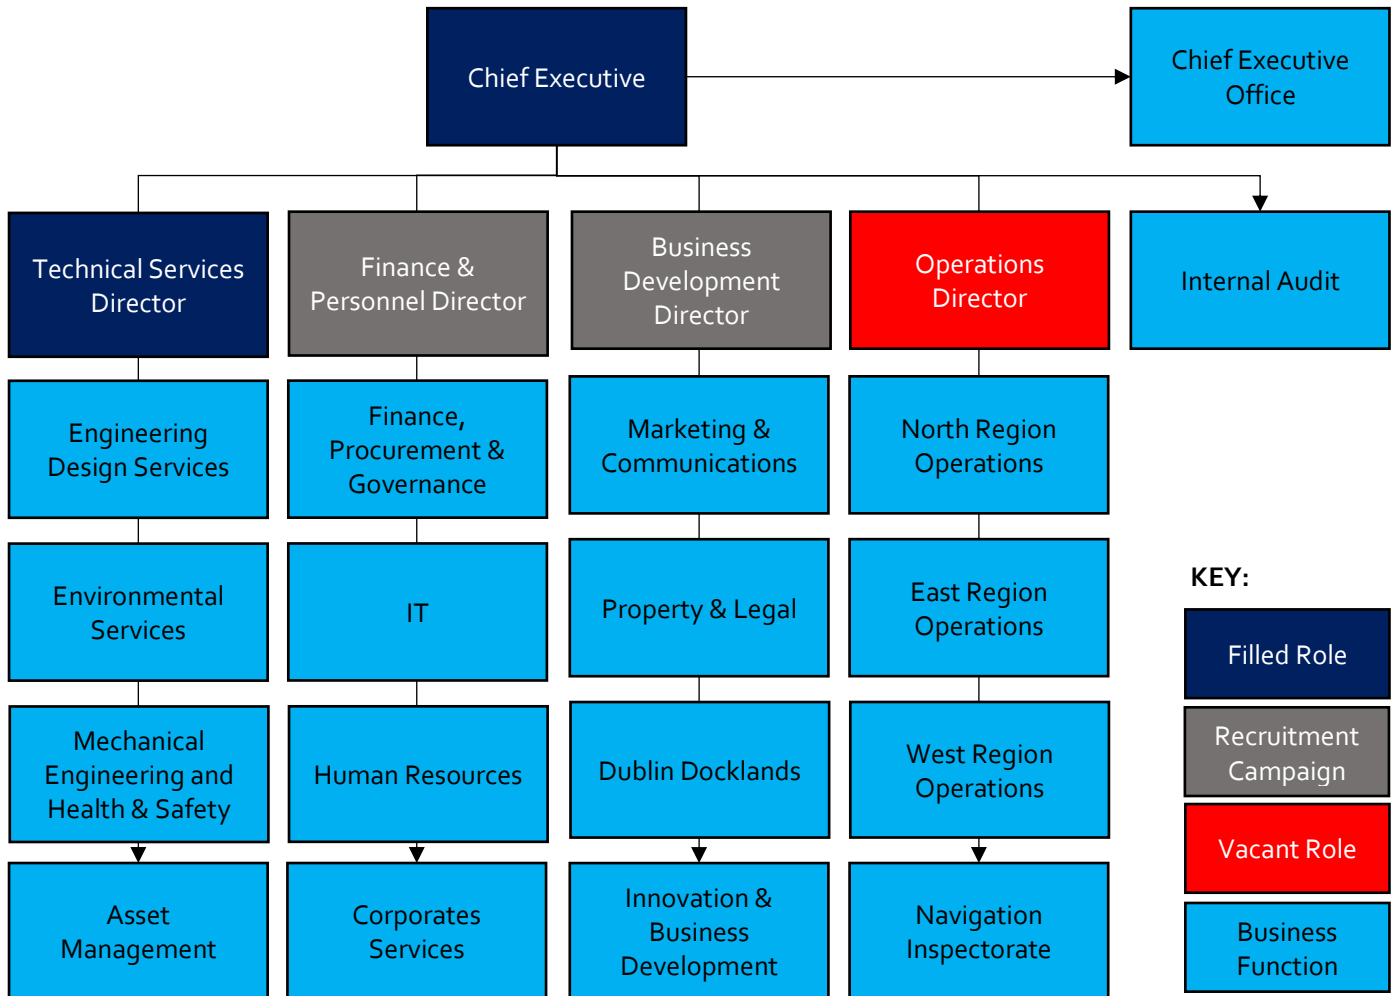 Chief Executive
Chief Executive
Office
Technical Services
Director
Finance &
Personnel Director
Business
Development
Director
Operations
Director
Internal Audit
Engineering
Design Services
Finance,
Procurement &
Governance
Marketing &
Communications
North Region
Operations
Environmental
Services
IT
Property & Legal
East Region
Operations
Mechanical
Engineering and
Health & Safety
Human Resources
Dublin Docklands
West Region
Operations
Asset
Management
Corporates
Services
Innovation &
Business
Development
Navigation
Inspectorate
KEY:
Filled Role
Recruitment
Campaign
Vacant Role
Business
Function